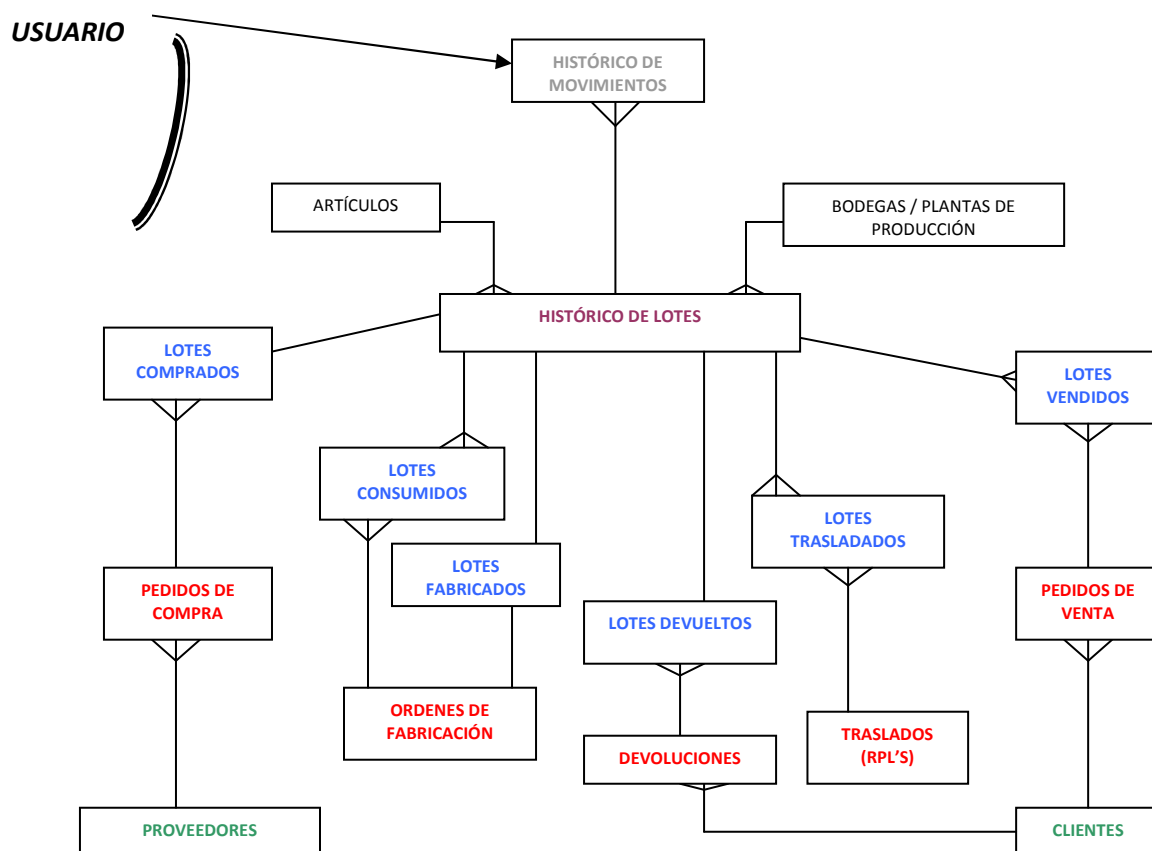 USUARIO
HISTÓRICO DE
MOVIMIENTOS
ARTÍCULOS
BODEGAS / PLANTAS DE
PRODUCCIÓN
HISTÓRICO DE LOTES
LOTES
COMPRADOS
LOTES
VENDIDOS
LOTES
CONSUMIDOS
LOTES
TRASLADADOS
LOTES
FABRICADOS
PEDIDOS DE
COMPRA
LOTES DEVUELTOS
PEDIDOS DE
VENTA
ORDENES DE
FABRICACIÓN
DEVOLUCIONES
TRASLADOS
(RPL’S)
PROVEEDORES
CLIENTES